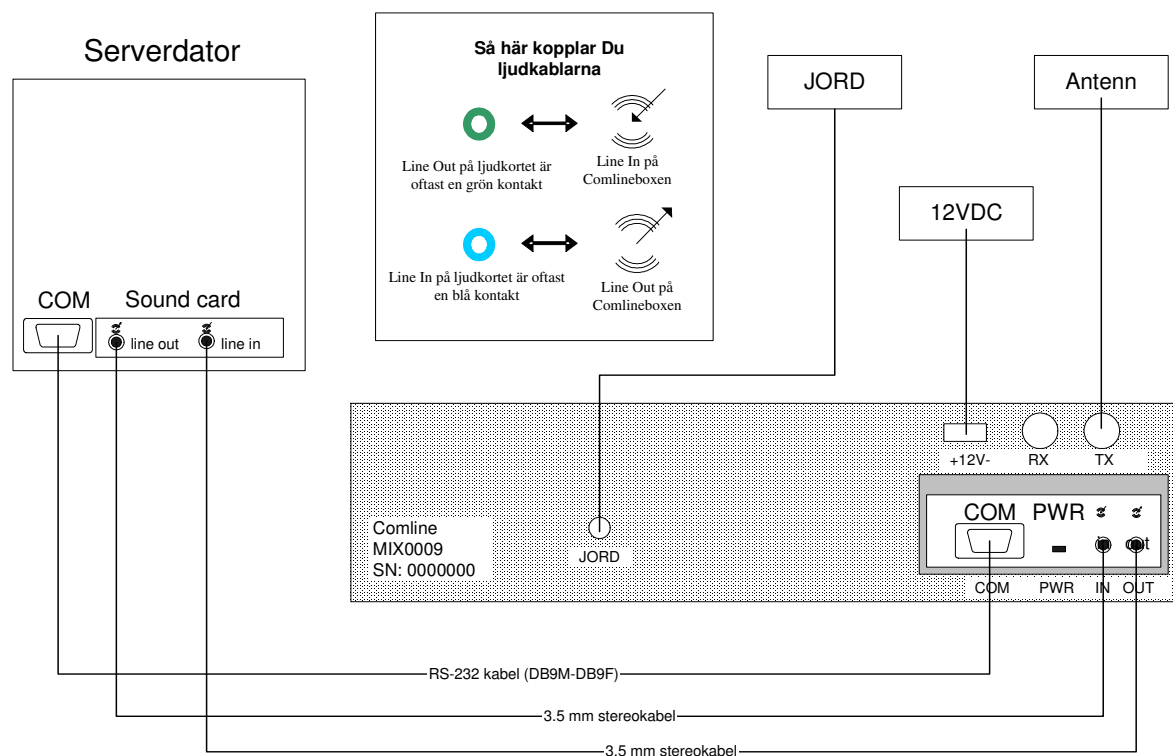 Serverdator
Så här kopplar Du
ljudkablarna
Line Out på ljudkortet är
oftast en grön kontakt
Line In på
Comlineboxen
Line In på ljudkortet är oftast
en blå kontakt
Line Out på
Comlineboxen
JORD
Antenn
12VDC
COM
Sound card
line out
line in
+12V-
RX
TX
COM
PWR
in
out
Comline
MIX0009
SN: 0000000
JORD
COM
PWR
IN
OUT
RS-232 kabel (DB9M-DB9F)
3.5 mm stereokabel
3.5 mm stereokabel